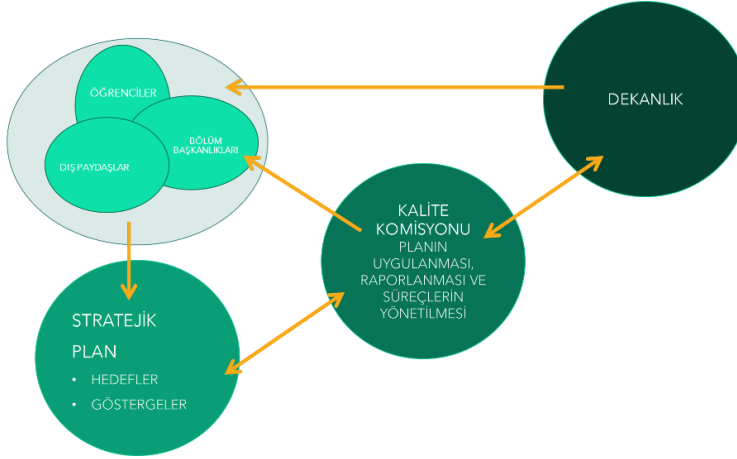 ÖĞRENCİLER
BÖLÜM
BAŞKANLIKLARI
DIŞ PAYDAŞLAR
DEKANLIK
KALİTE
KOMİSYONU
PLANIN
UYGULANMASI,
RAPORLANMASI VE
SÜREÇLERİN
YÖNETİLMESİ
STRATEJİK
PLAN
• HEDEFLER
• GÖSTERGELER